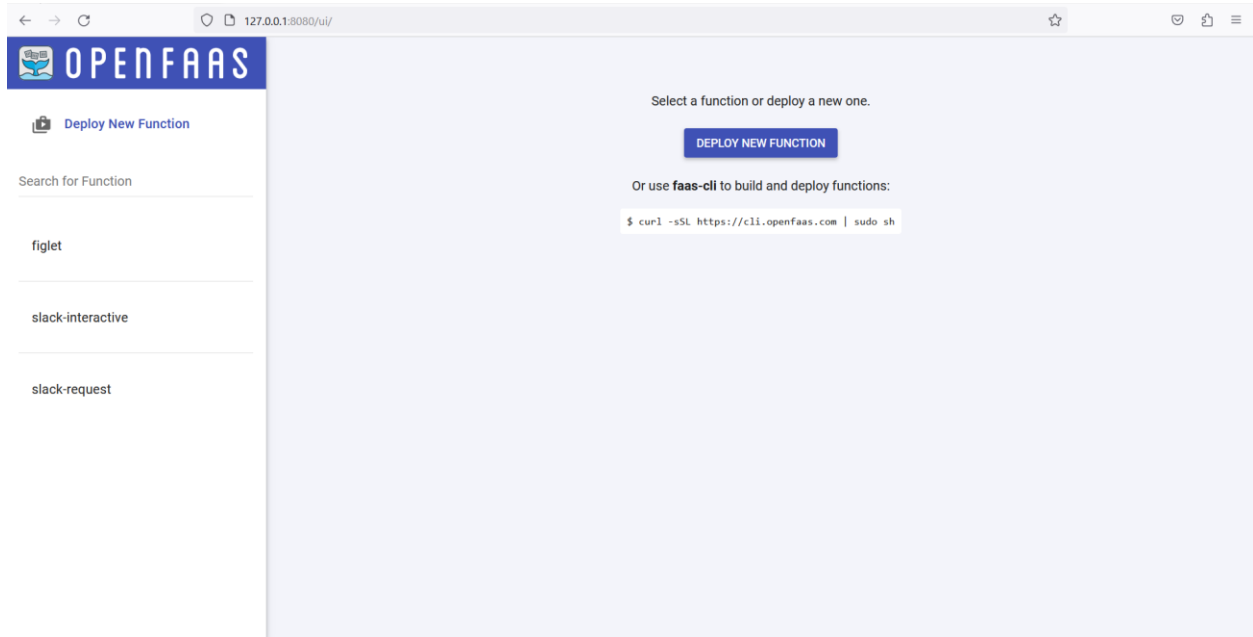 127.0.0.1:8080/ui/
OPENFAAS
Deploy New Function
Search for Function
figlet
slack-interactive
slack-request
Select a function or deploy a new one.
DEPLOY NEW FUNCTION
Or use faas-cli to build and deploy functions:
$ curl -sSL https://cli.openfaas.com | sudo sh